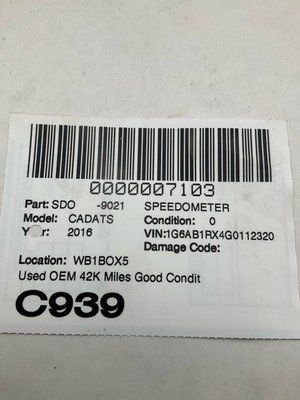 0000007103
Part: SDO -9021 SPEEDOMETER
Model: CADATS Condition: 0
Year: 2016 VIN:1G6AB1RX4G0112320
Damage Code:
Location: WB1BOX5
Used OEM 42K Miles Good Condit
C939